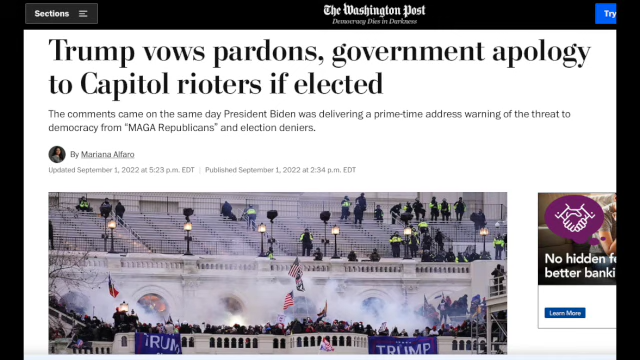 Sections
The Washington Post
Democracy Dies in Darkness
Try
Trump vows pardons, government apology
to Capitol rioters if elected
The comments came on the same day President Biden was delivering a prime-time address warning of the threat to
democracy from “MAGA Republicans” and election deniers.
By Mariana Alfaro
Updated September 1, 2022 at 5:23 p.m. EDT | Published September 1, 2022 at 2:34 p.m. EDT
TRUM
TRUMP
No hidden fe
better banki
Learn More